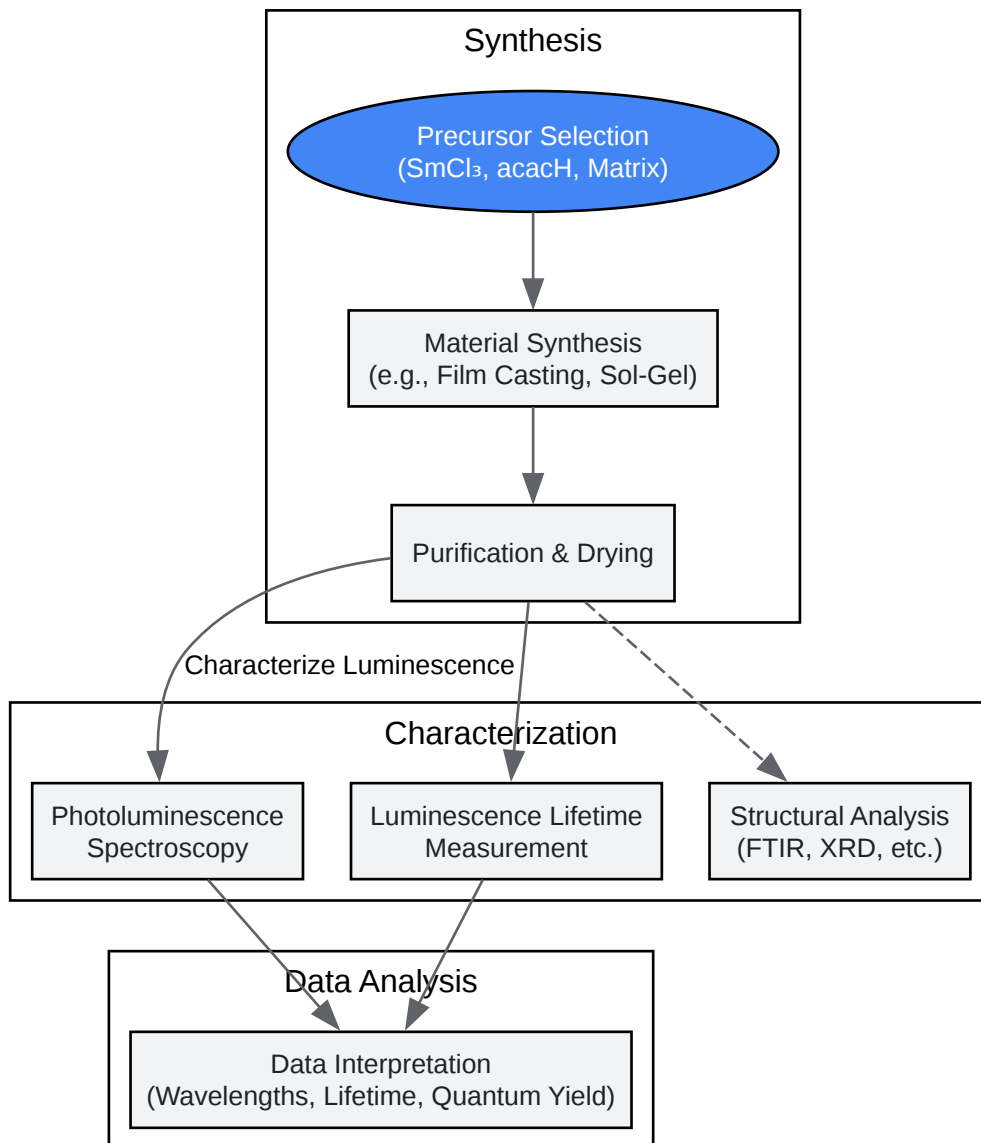 Synthesis
Precursor Selection
(SmCl₃, acacH, Matrix)
Material Synthesis
(e.g., Film Casting, Sol-Gel)
Purification & Drying
Characterize Luminescence
Characterization
Photoluminescence
Spectroscopy
Luminescence Lifetime
Measurement
Structural Analysis
(FTIR, XRD, etc.)
Data Analysis
Data Interpretation
(Wavelengths, Lifetime, Quantum Yield)